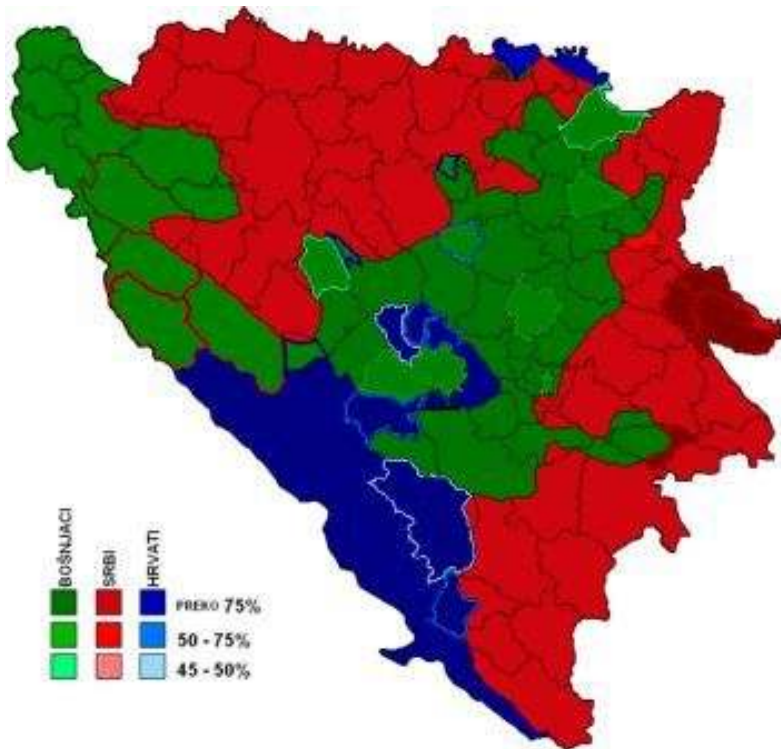 BOŠNJACI
SRBI
HRVATI
PREKO 75%
50 - 75%
45 - 50%